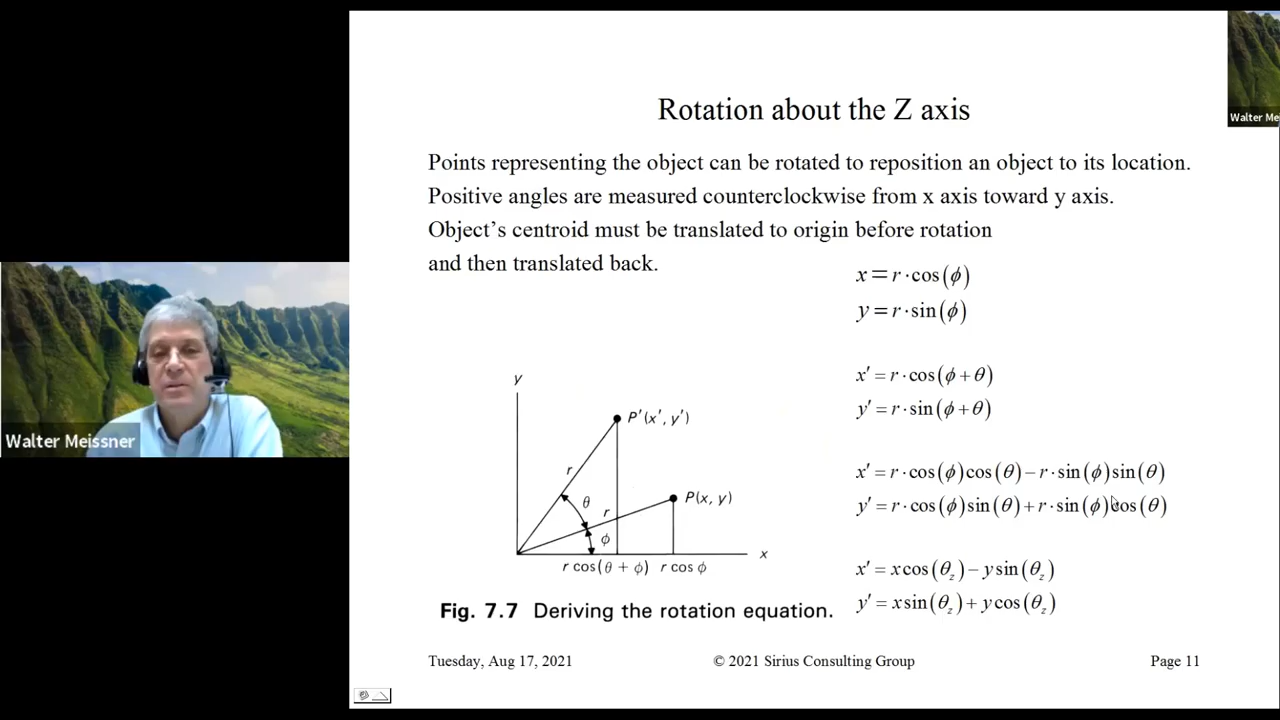 Rotation about the Z axis
Walter Me
Points representing the object can be rotated to reposition an object to its location.
Positive angles are measured counterclockwise from x axis toward y axis.
Object’s centroid must be translated to origin before rotation
and then translated back.
x = r · cos(ϕ)
y = r · sin(ϕ)
x′ = r · cos(ϕ + θ)
y′ = r · sin(ϕ + θ)
x′ = r · cos(ϕ)cos(θ) − r · sin(ϕ)sin(θ)
y′ = r · cos(ϕ)sin(θ) + r · sin(ϕ)cos(θ)
x′ = x cos(θ_z) − y sin(θ_z)
y′ = x sin(θ_z) + y cos(θ_z)
y
P′(x′, y′)
r
θ
r
P(x, y)
ϕ
x
r cos(θ + ϕ) r cos ϕ
Fig. 7.7 Deriving the rotation equation.
Walter Meissner
Tuesday, Aug 17, 2021
© 2021 Sirius Consulting Group
Page 11